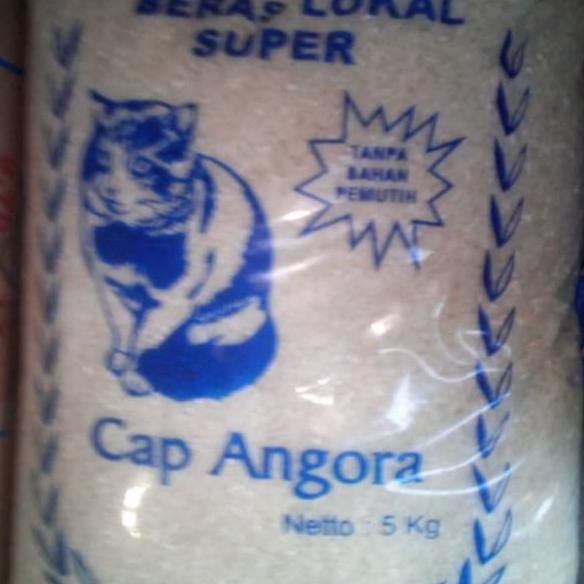 BERAS LOKAL
SUPER
TANPA
BAHAN
PEMUTIH
Cap Angora
Netto : 5 Kg